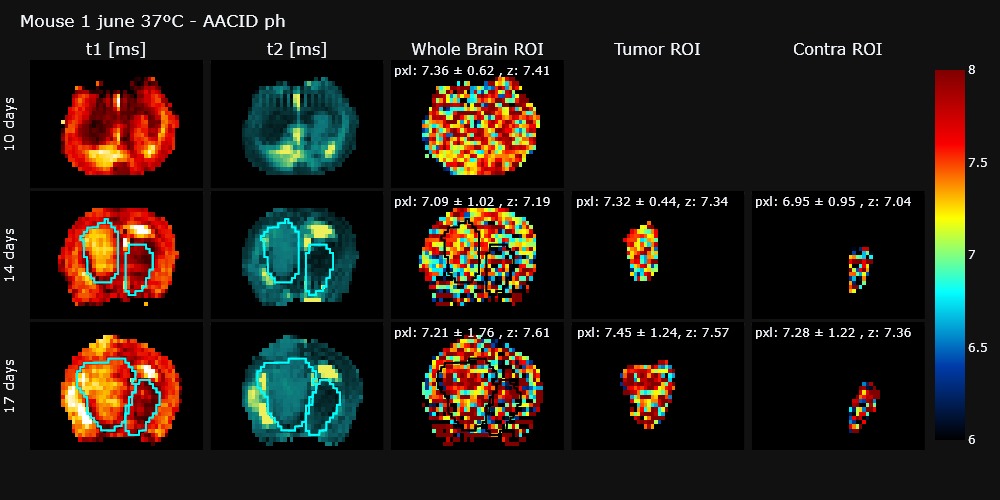 Mouse 1 june 37ºC - AACID ph
t1 [ms] t2 [ms] Whole Brain ROI Tumor ROI Contra ROI
10 days
pxl: 7.36 ± 0.62 , z: 7.41
14 days
pxl: 7.09 ± 1.02 , z: 7.19
pxl: 7.32 ± 0.44, z: 7.34
pxl: 6.95 ± 0.95 , z: 7.04
17 days
pxl: 7.21 ± 1.76 , z: 7.61
pxl: 7.45 ± 1.24, z: 7.57
pxl: 7.28 ± 1.22 , z: 7.36
8
7.5
7
6.5
6